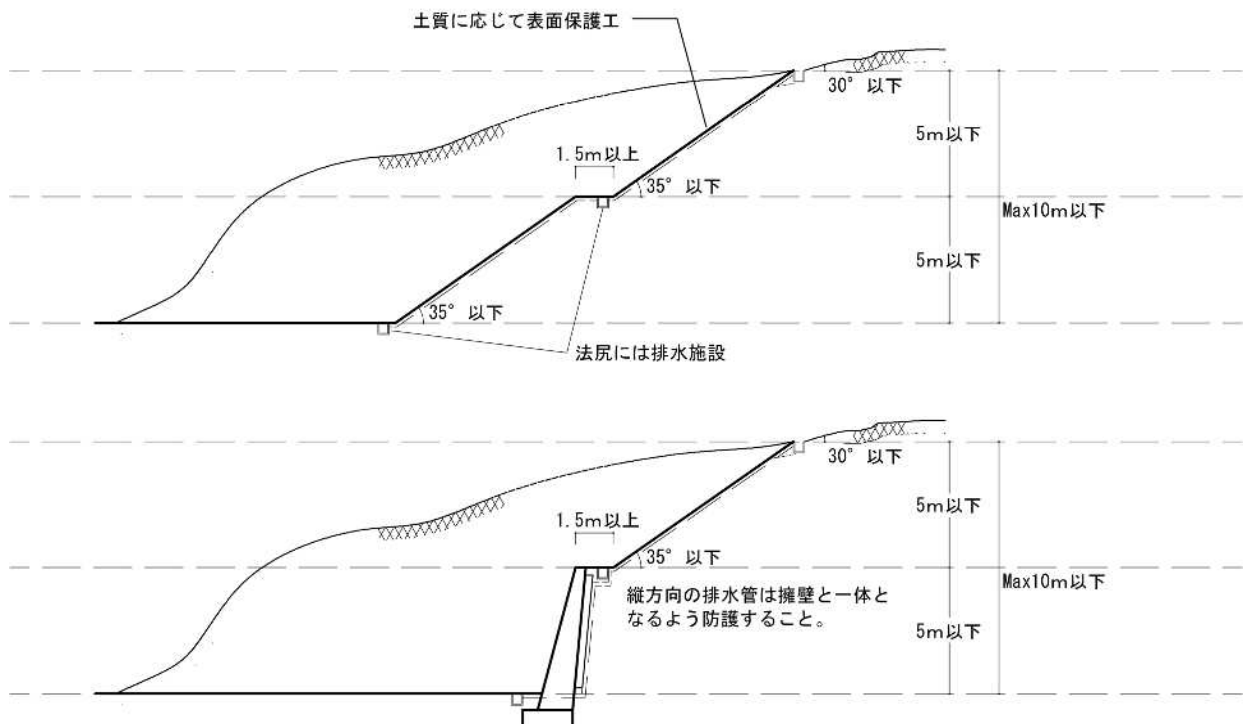 土質に応じて表面保護工
30° 以下
5m以下
1.5m以上
35° 以下
Max10m以下
5m以下
35° 以下
法尻には排水施設
30° 以下
5m以下
1.5m以上
35° 以下
Max10m以下
縦方向の排水管は擁壁と一体と
なるよう防護すること。
5m以下